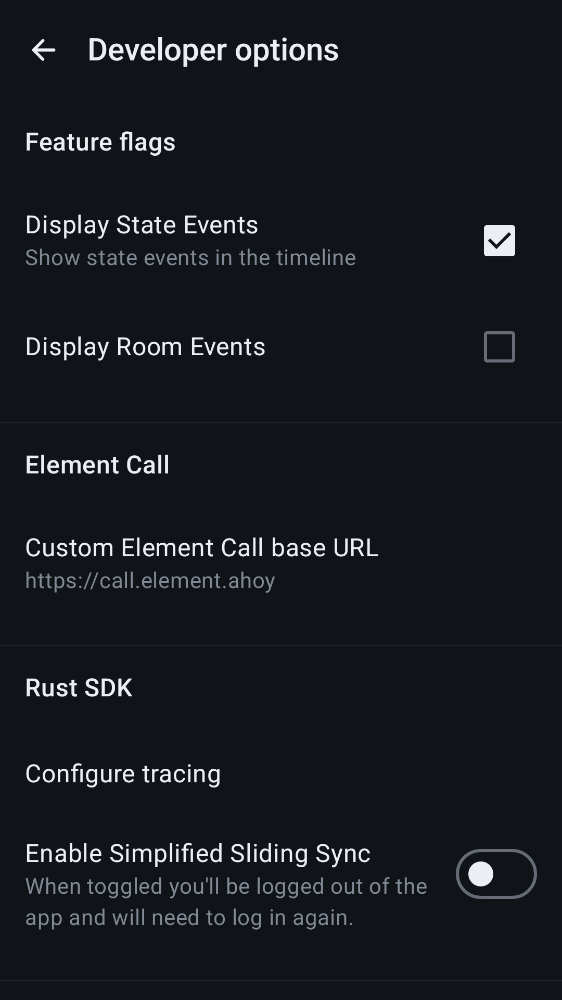 Developer options
Feature flags
Display State Events
Show state events in the timeline
Display Room Events
Element Call
Custom Element Call base URL
https://call.element.ahoy
Rust SDK
Configure tracing
Enable Simplified Sliding Sync
When toggled you'll be logged out of the
app and will need to log in again.